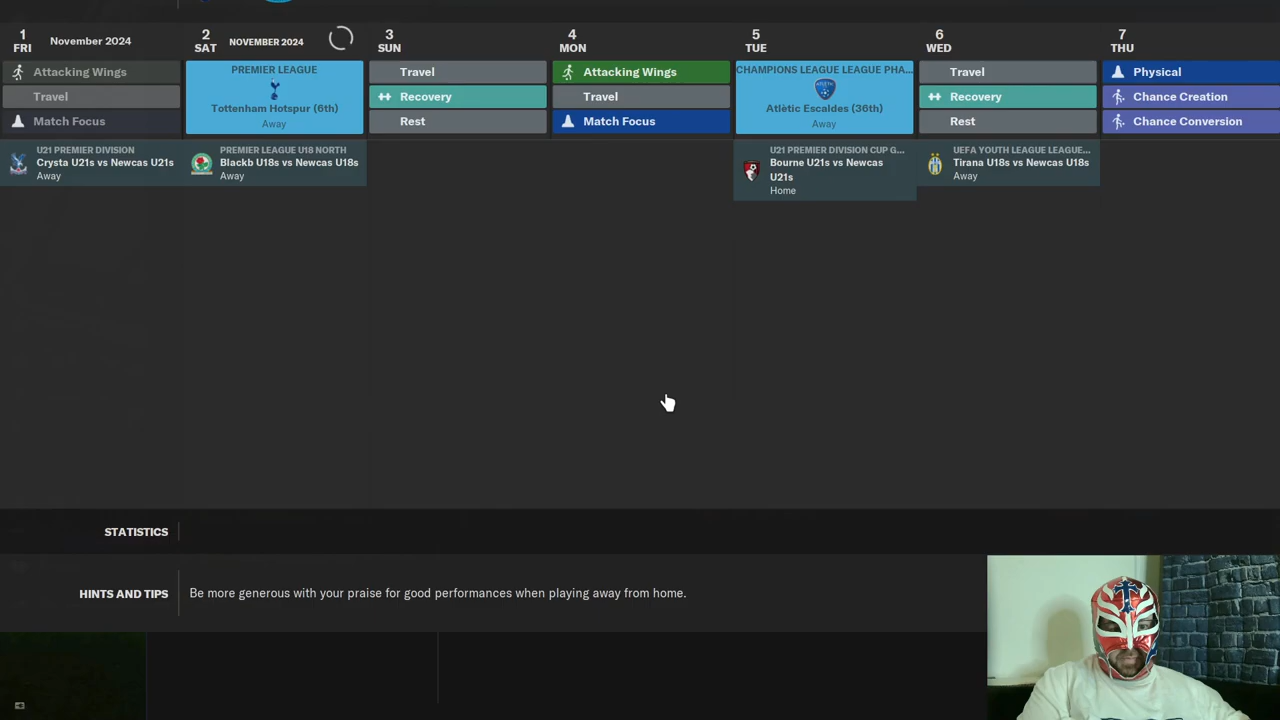 1 FRI November 2024
2 SAT NOVEMBER 2024
3 SUN
4 MON
5 TUE
6 WED
7 THU
Attacking Wings
Travel
Match Focus
PREMIER LEAGUE
Tottenham Hotspur (6th)
Away
Travel
Recovery
Rest
Attacking Wings
Travel
Match Focus
CHAMPIONS LEAGUE LEAGUE PHA...
Atlètic Escaldes (36th)
Away
Travel
Recovery
Rest
Physical
Chance Creation
Chance Conversion
U21 PREMIER DIVISION
Crysta U21s vs Newcas U21s
Away
PREMIER LEAGUE U18 NORTH
Blackb U18s vs Newcas U18s
Away
U21 PREMIER DIVISION CUP G...
Bourne U21s vs Newcas
U21s
Home
UEFA YOUTH LEAGUE LEAGUE...
Tirana U18s vs Newcas U18s
Away
STATISTICS
HINTS AND TIPS
Be more generous with your praise for good performances when playing away from home.